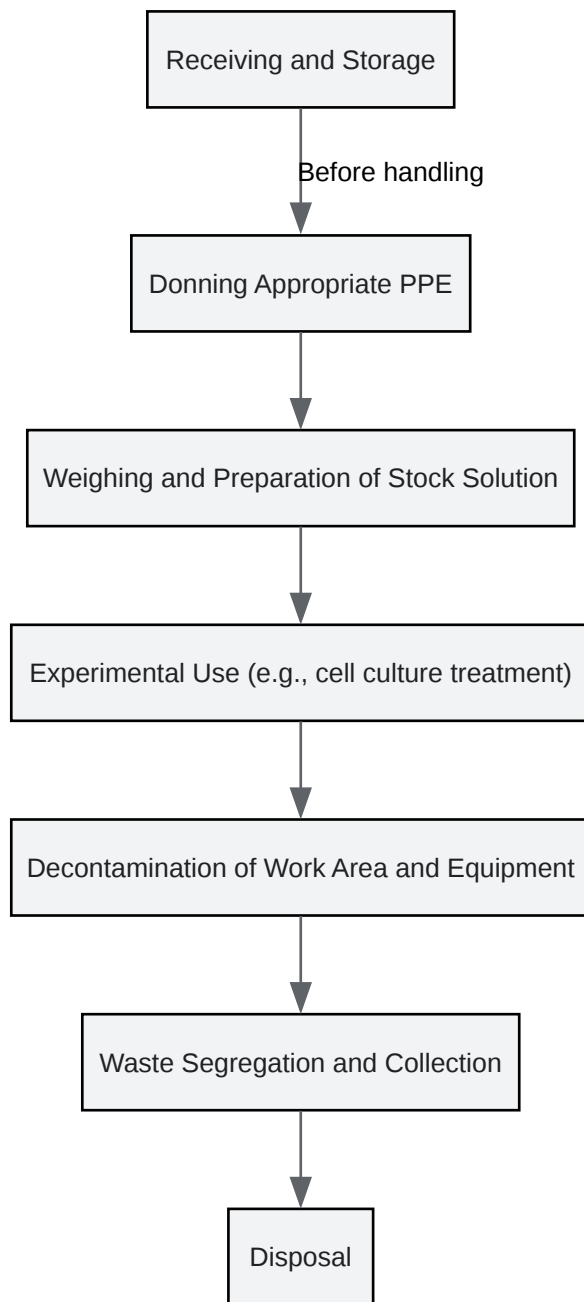 Receiving and Storage
Before handling
Donning Appropriate PPE
Weighing and Preparation of Stock Solution
Experimental Use (e.g., cell culture treatment)
Decontamination of Work Area and Equipment
Waste Segregation and Collection
Disposal